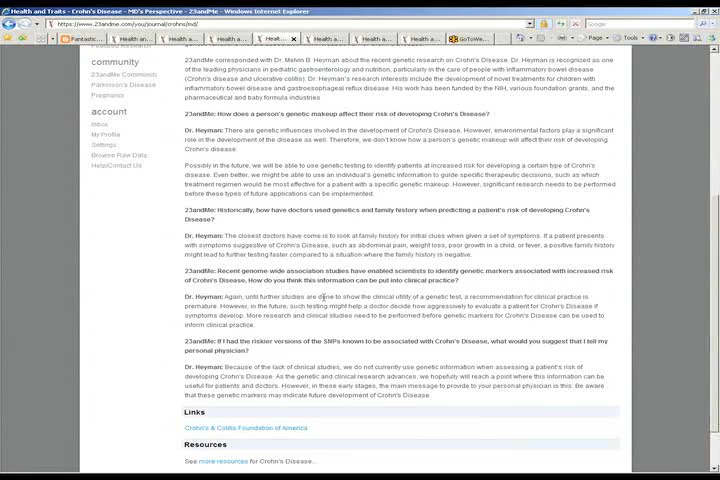 Health and Traits - Crohn's Disease - MD's Perspective - 23andMe - Windows Internet Explorer
https://www.23andme.com/you/journal/crohns/md/
Google
Fantastic...
Health a...
Health a...
Health a...
Health...
Health a...
Health a...
Health a...
GoToWe...
Page
Tools
Featured Research
community
23andMe Community
Parkinson's Disease
Pregnancy
account
Inbox
My Profile
Settings
Browse Raw Data
Help/Contact Us
23andMe corresponded with Dr. Melvin B. Heyman about the recent genetic research on Crohn's Disease. Dr. Heyman is recognized as one
of the leading physicians in pediatric gastroenterology and nutrition, particularly in the care of people with inflammatory bowel disease
(Crohn's disease and ulcerative colitis). Dr. Heyman's research interests include the development of novel treatments for children with
inflammatory bowel disease and gastroesophageal reflux disease. His work has been funded by the NIH, various foundation grants, and the
pharmaceutical and baby formula industries
23andMe: How does a person's genetic makeup affect their risk of developing Crohn's Disease?
Dr. Heyman: There are genetic influences involved in the development of Crohn's Disease. However, environmental factors play a significant
role in the development of the disease as well. Therefore, we don't know how a person's genetic makeup will affect their risk of developing
Crohn's disease.
Possibly in the future, we will be able to use genetic testing to identify patients at increased risk for developing a certain type of Crohn's
disease. Even better, we might be able to use an individual's genetic information to guide specific therapeutic decisions, such as which
treatment regimen would be most effective for a patient with a specific genetic makeup. However, significant research needs to be performed
before these types of future applications can be implemented.
23andMe: Historically, how have doctors used genetics and family history when predicting a patient's risk of developing Crohn's
Disease?
Dr. Heyman: The closest doctors have come is to look at family history for initial clues when given a set of symptoms. If a patient presents
with symptoms suggestive of Crohn's Disease, such as abdominal pain, weight loss, poor growth in a child, or fever, a positive family history
might lead to further testing faster compared to a situation where the family history is negative.
23andMe: Recent genome-wide association studies have enabled scientists to identify genetic markers associated with increased risk
of Crohn's Disease. How do you think this information can be put into clinical practice?
Dr. Heyman: Again, until further studies are done to show the clinical utility of a genetic test, a recommendation for clinical practice is
premature. However, in the future, such testing might help a doctor decide how aggressively to evaluate a patient for Crohn's Disease if
symptoms develop. More research and clinical studies need to be performed before genetic markers for Crohn's Disease can be used to
inform clinical practice.
23andMe: If I had the riskier versions of the SNPs known to be associated with Crohn's Disease, what would you suggest that I tell my
personal physician?
Dr. Heyman: Because of the lack of clinical studies, we do not currently use genetic information when assessing a patient's risk of
developing Crohn's Disease. As the genetic and clinical research advances, we hopefully will reach a point where this information can be
useful for patients and doctors. However, in these early stages, the main message to provide to your personal physician is this: Be aware
that these genetic markers may indicate future development of Crohn's Disease.
Links
Crohn's & Colitis Foundation of America
Resources
See more resources for Crohn's Disease...